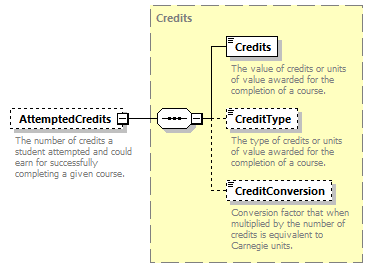 Credits
Credits
The value of credits or units
of value awarded for the
completion of a course.
AttemptedCredits
The number of credits a
student attempted and could
earn for successfully
completing a given course.
CreditType
The type of credits or units
of value awarded for the
completion of a course.
CreditConversion
Conversion factor that when
multiplied by the number of
credits is equivalent to
Carnegie units.